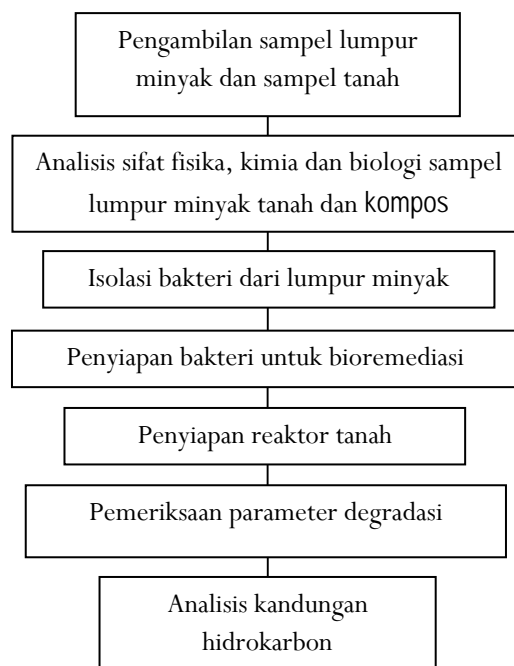 Pengambilan sampel lumpur
minyak dan sampel tanah
Analisis sifat fisika, kimia dan biologi sampel
lumpur minyak tanah dan kompos
Isolasi bakteri dari lumpur minyak
Penyiapan bakteri untuk bioremediasi
Penyiapan reaktor tanah
Pemeriksaan parameter degradasi
Analisis kandungan
hidrokarbon